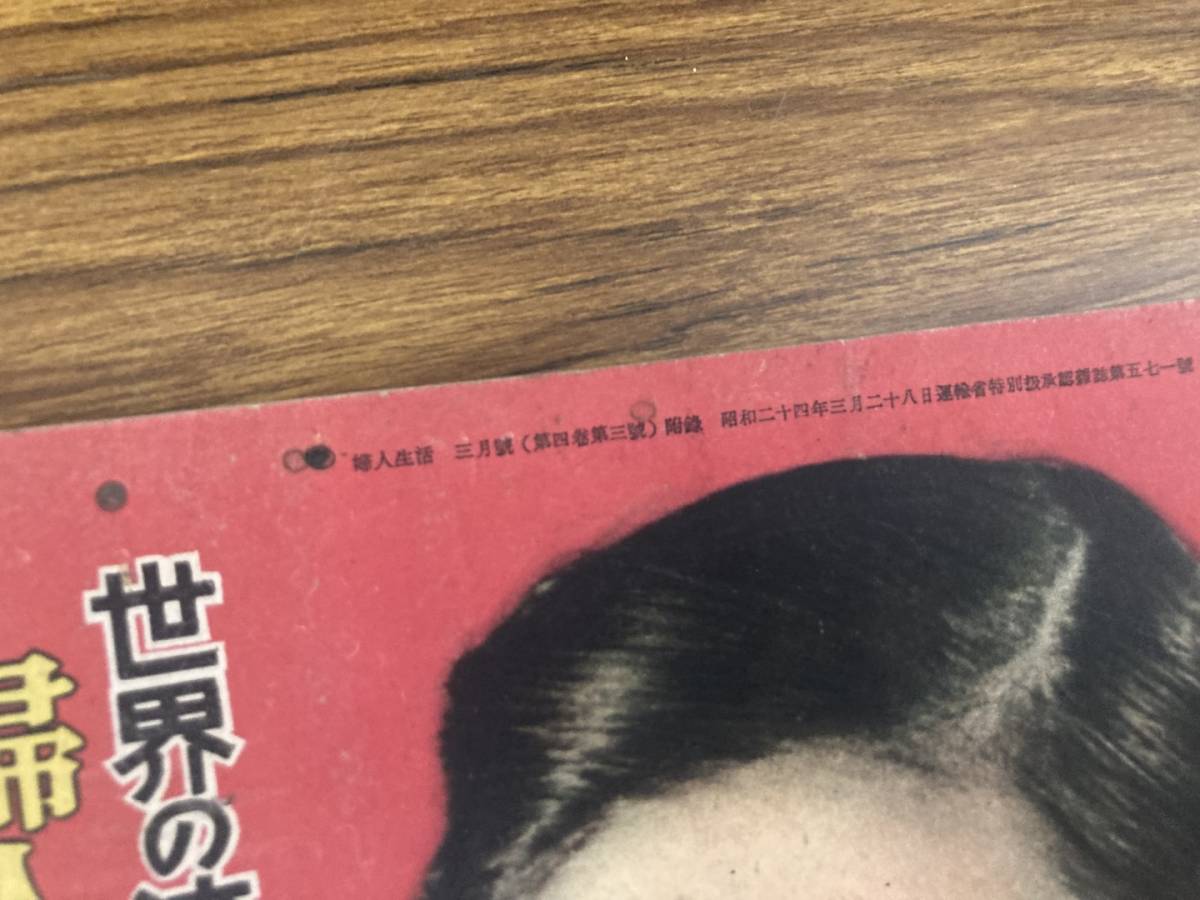 婦人生活　三月號（第四卷第三號）附錄　昭和二十四年三月二十八日運輸省特別扱承認雜誌第五七一號
世界の
婦人